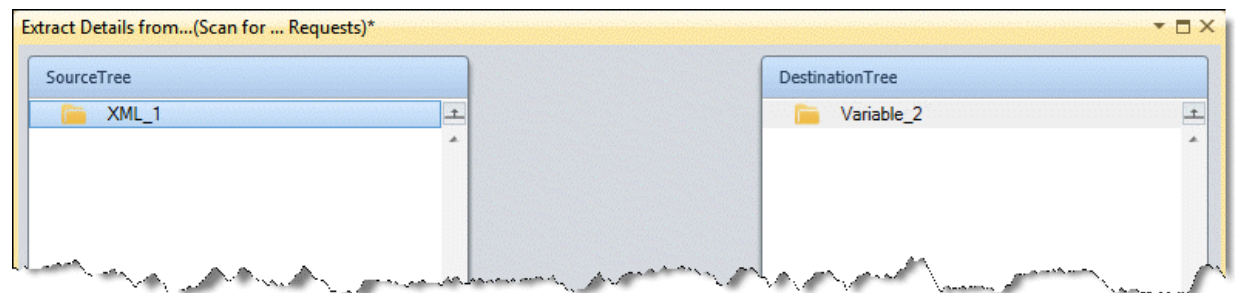 Extract Details from...(Scan for ... Requests)*
SourceTree
DestinationTree
XML_1
Variable_2